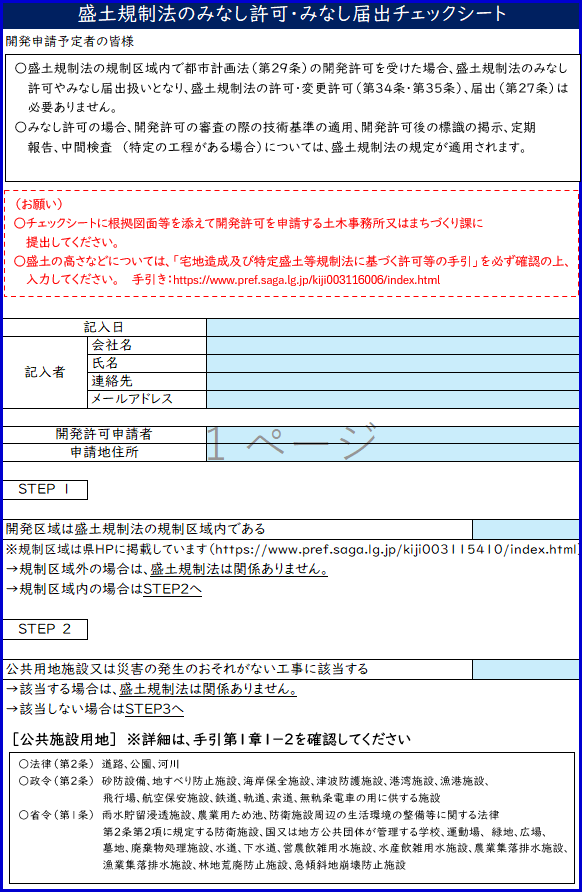 盛土規制法のみなし許可・みなし届出チェックシート
開発申請予定者の皆様
○盛土規制法の規制区域内で都市計画法（第29条）の開発許可を受けた場合、盛土規制法のみなし
許可やみなし届出扱いとなり、盛土規制法の許可・変更許可（第34条・第35条）、届出（第27条）は
必要ありません。
○みなし許可の場合、開発許可の審査の際の技術基準の適用、開発許可後の標識の掲示、定期
報告、中間検査　（特定の工程がある場合）については、盛土規制法の規定が適用されます。
（お願い）
○チェックシートに根拠図面等を添えて開発許可を申請する土木事務所又はまちづくり課に
提出してください。
○盛土の高さなどについては、「宅地造成及び特定盛土等規制法に基づく許可等の手引」を必ず確認の上、
入力してください。　手引き：https://www.pref.saga.lg.jp/kiji003116006/index.html
記入日
記入者
会社名
氏名
連絡先
メールアドレス
開発許可申請者
申請地住所
1 ページ
STEP 1
開発区域は盛土規制法の規制区域内である
※規制区域は県HPに掲載しています（https://www.pref.saga.lg.jp/kiji003115410/index.html）
→規制区域外の場合は、盛土規制法は関係ありません。
→規制区域内の場合はSTEP2へ
STEP 2
公共用地施設又は災害の発生のおそれがない工事に該当する
→該当する場合は、盛土規制法は関係ありません。
→該当しない場合はSTEP3へ
［公共施設用地］　※詳細は、手引第1章1－2を確認してください
○法律（第2条）　道路、公園、河川
○政令（第2条）　砂防設備、地すべり防止施設、海岸保全施設、津波防護施設、港湾施設、漁港施設、
飛行場、航空保安施設、鉄道、軌道、索道、無軌条電車の用に供する施設
○省令（第1条）　雨水貯留浸透施設、農業用ため池、防衛施設周辺の生活環境の整備等に関する法律
第2条第2項に規定する防衛施設、国又は地方公共団体が管理する学校、運動場、緑地、広場、
墓地、廃棄物処理施設、水道、下水道、営農飲雑用水施設、水産飲雑用水施設、農業集落排水施設、
漁業集落排水施設、林地荒廃防止施設、急傾斜地崩壊防止施設